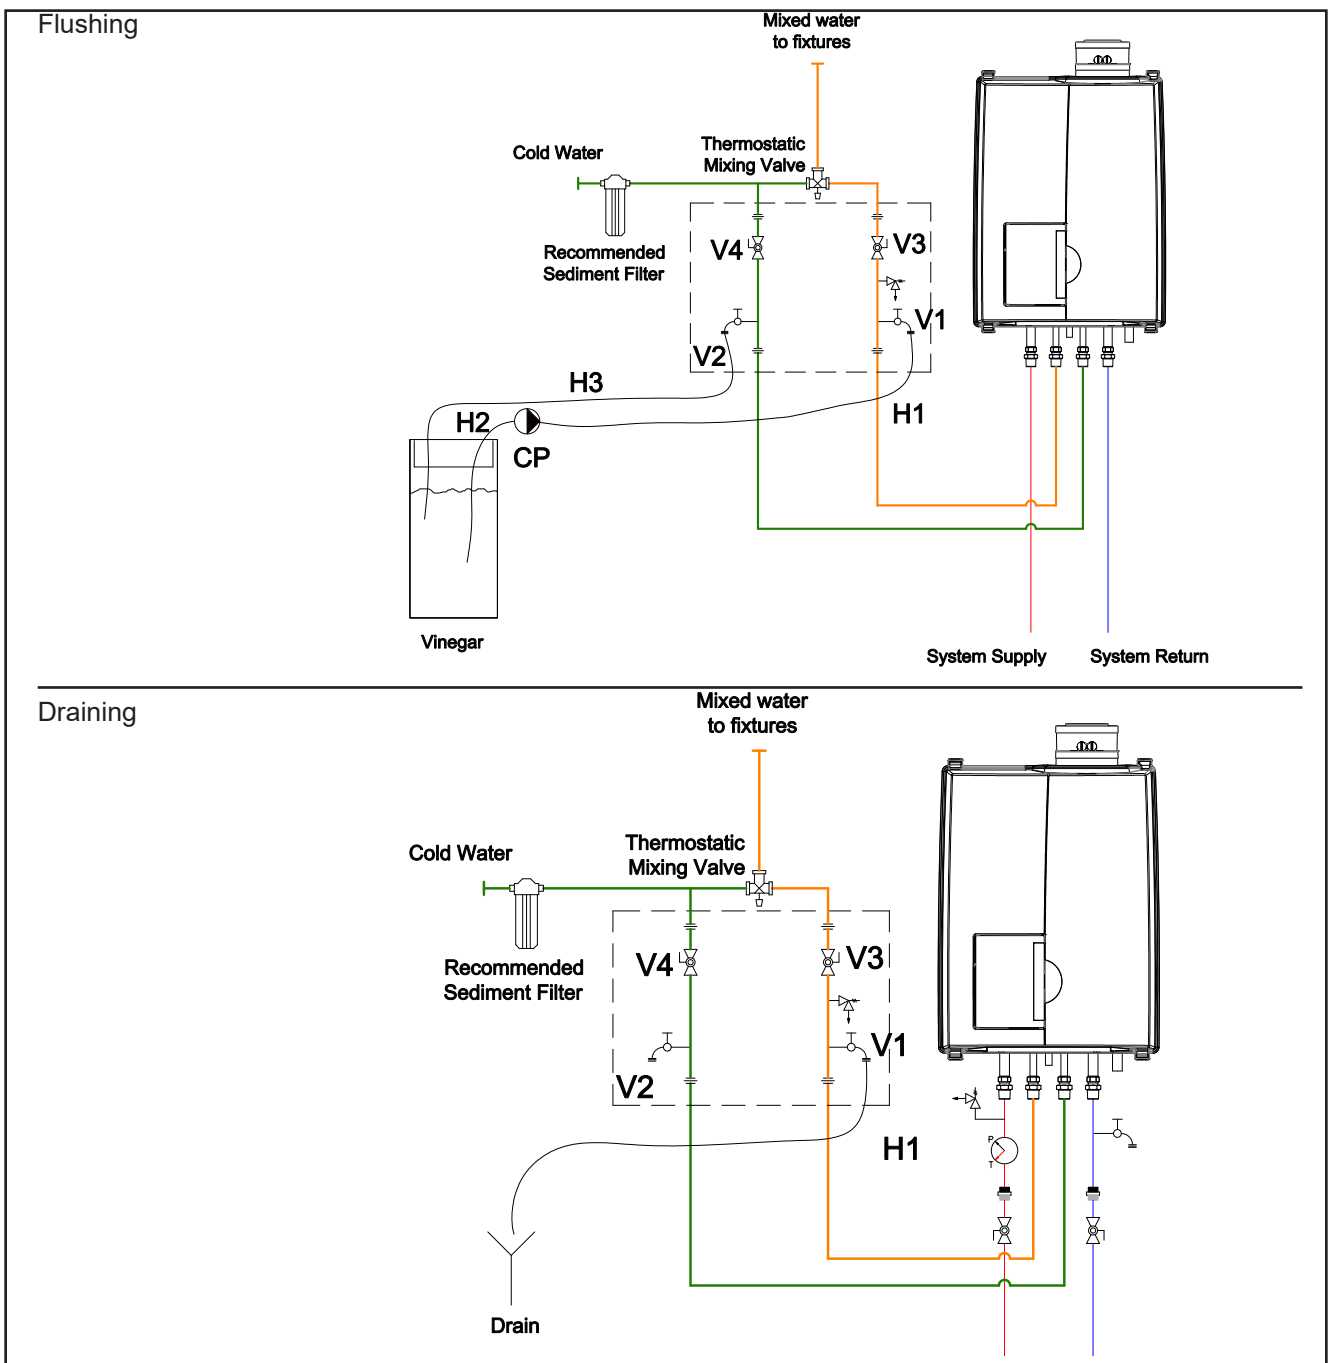 Flushing
Mixed water
to fixtures
Thermostatic
Mixing Valve
Cold Water
Recommended
Sediment Filter
V4
V3
V1
V2
H3
H2
H1
CP
Vinegar
System Supply
System Return
Draining
Mixed water
to fixtures
Thermostatic
Mixing Valve
Cold Water
Recommended
Sediment Filter
V4
V3
V1
V2
H1
P
T
Drain